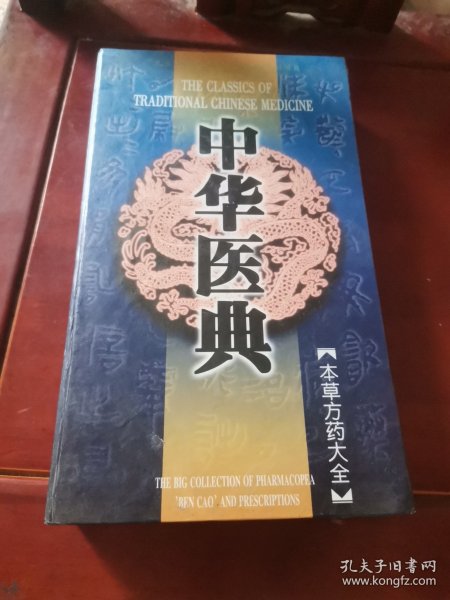 THE CLASSICS OF
TRADITIONAL CHINESE MEDICINE
中华医典
【本草方药大全】
THE BIG COLLECTION OF PHARMACOPEA
'BEN CAO' AND PRESCRIPTIONS
孔夫子旧书网
www.kongfz.com